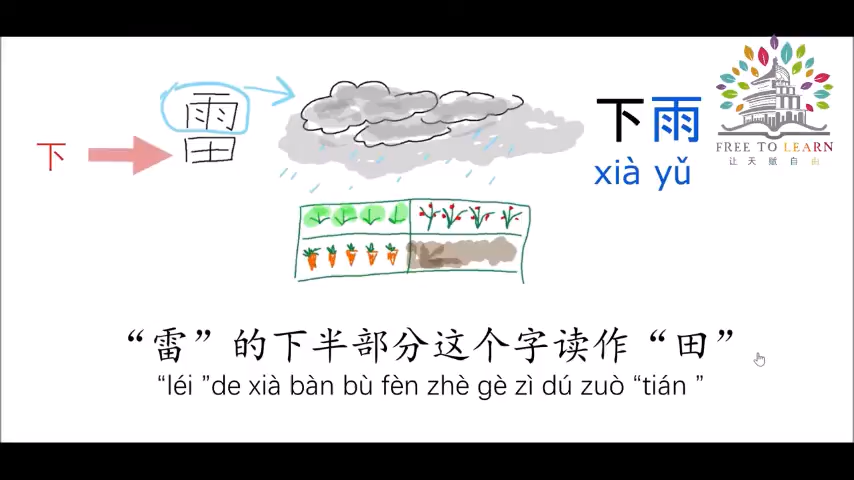 雨
田
下
下雨
xià yǔ
FREE TO LEARN
让天赋自由
“雷”的下半部分这个字读作“田”
“léi ”de xià bàn bù fèn zhè gè zì dú zuò “tián ”